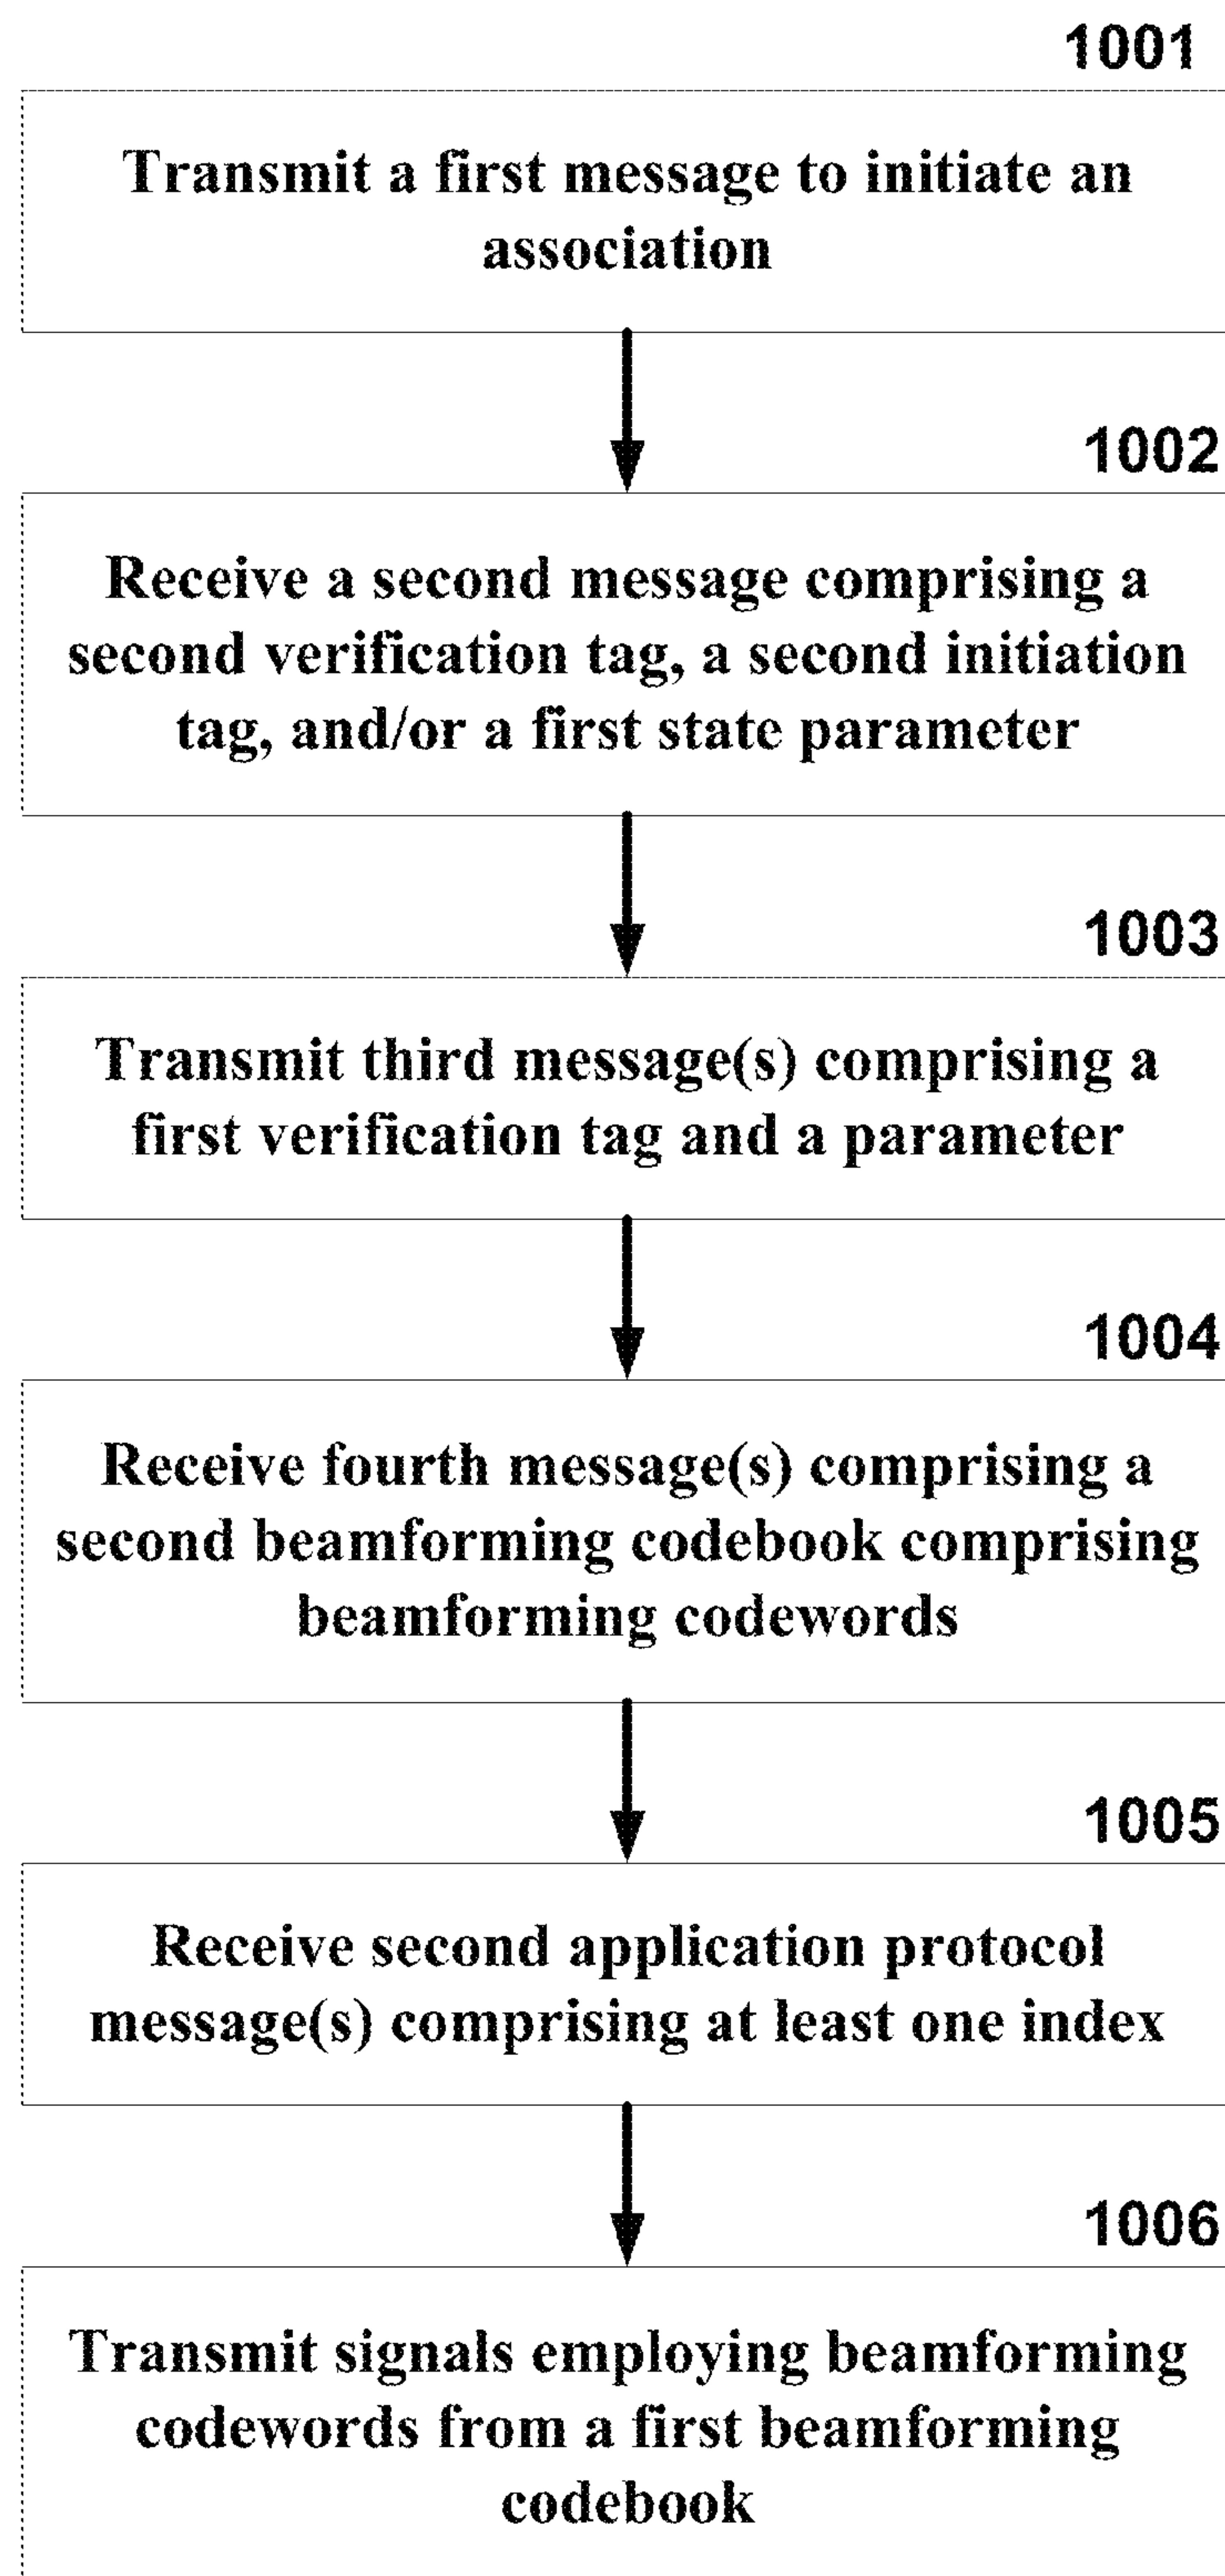 1001
Transmit a first message to initiate an
association
1002
Receive a second message comprising a
second verification tag, a second initiation
tag, and/or a first state parameter
1003
Transmit third message(s) comprising a
first verification tag and a parameter
1004
Receive fourth message(s) comprising a
second beamforming codebook comprising
beamforming codewords
1005
Receive second application protocol
message(s) comprising at least one index
1006
Transmit signals employing beamforming
codewords from a first beamforming
codebook